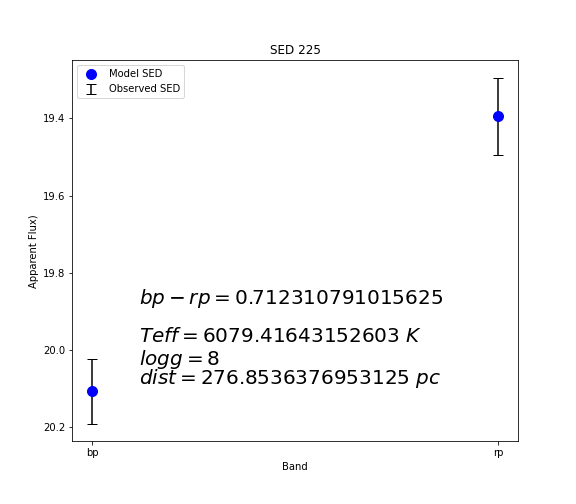 SED 225
Model SED
Observed SED
19.4
19.6
19.8
20.0
20.2
Apparent Flux)
bp − rp = 0.712310791015625
Teff = 6079.41643152603 K
logg = 8
dist = 276.8536376953125 pc
bp
rp
Band